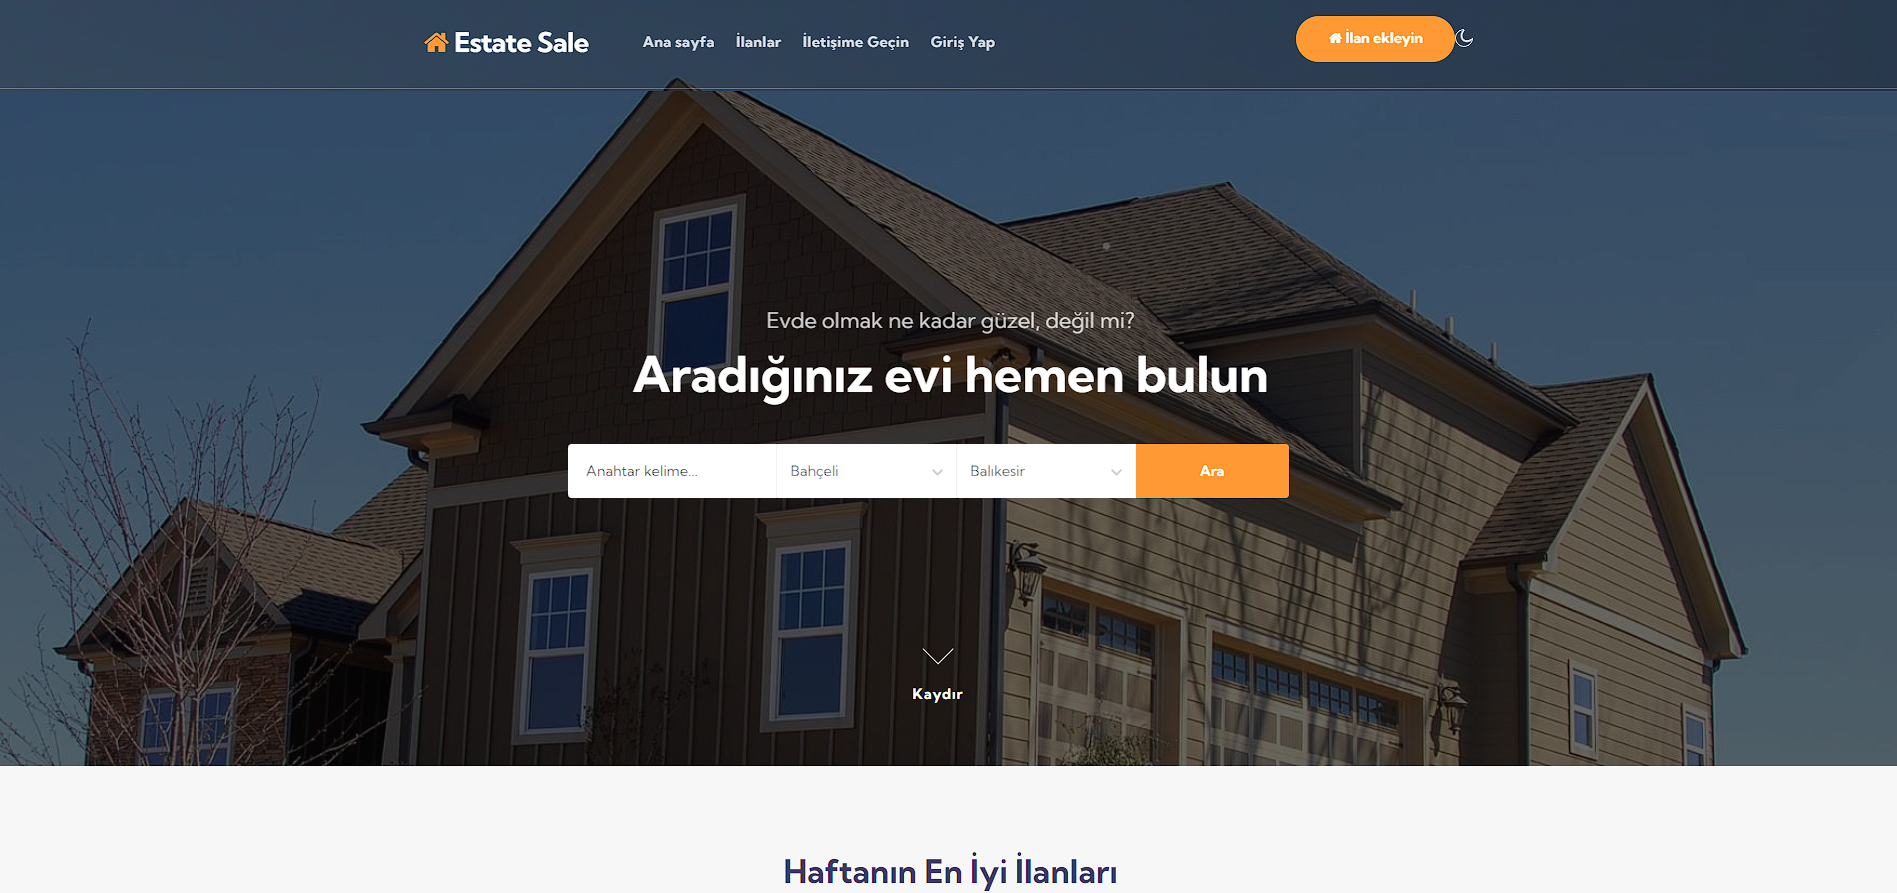 Estate Sale
Ana sayfa İlanlar İletişime Geçin Giriş Yap
İlan ekleyin
Evde olmak ne kadar güzel, değil mi?
Aradığınız evi hemen bulun
Anahtar kelime... Bahçeli Balıkesir Ara
Kaydır
Haftanın En İyi İlanları